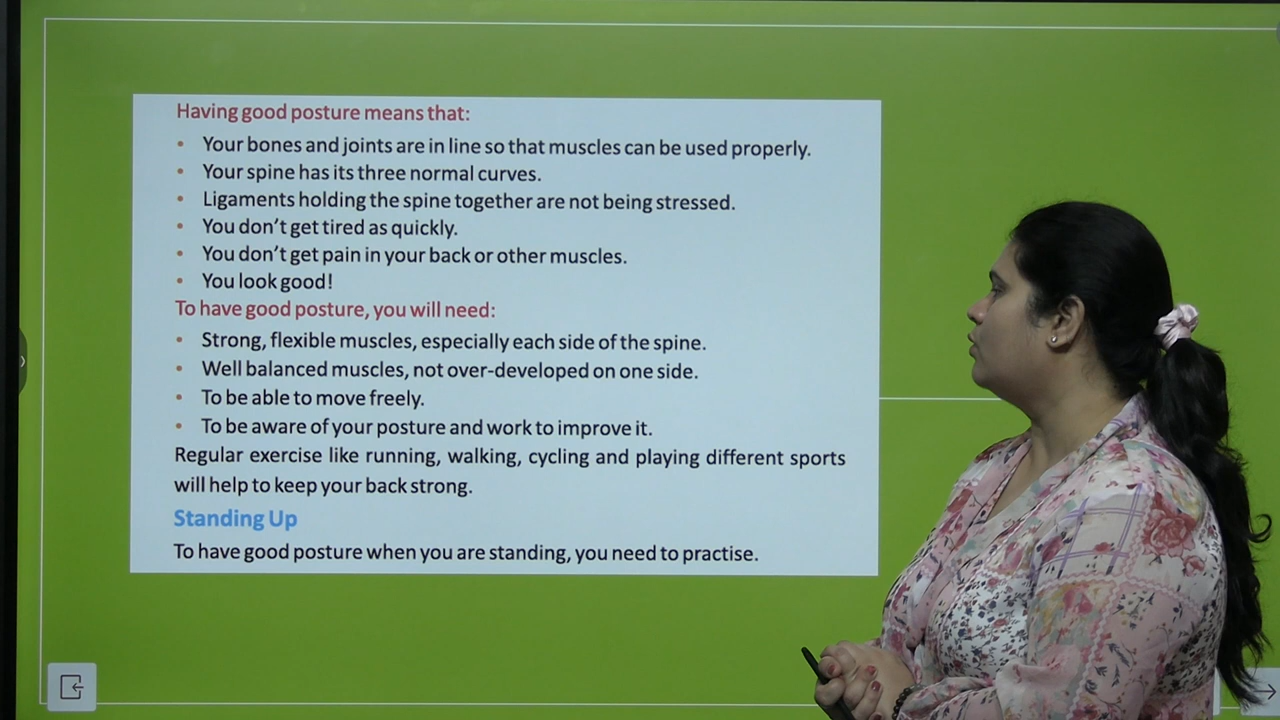 Having good posture means that:
• Your bones and joints are in line so that muscles can be used properly.
• Your spine has its three normal curves.
• Ligaments holding the spine together are not being stressed.
• You don't get tired as quickly.
• You don't get pain in your back or other muscles.
• You look good!
To have good posture, you will need:
• Strong, flexible muscles, especially each side of the spine.
• Well balanced muscles, not over-developed on one side.
• To be able to move freely.
• To be aware of your posture and work to improve it.
Regular exercise like running, walking, cycling and playing different sports
will help to keep your back strong.
Standing Up
To have good posture when you are standing, you need to practise.